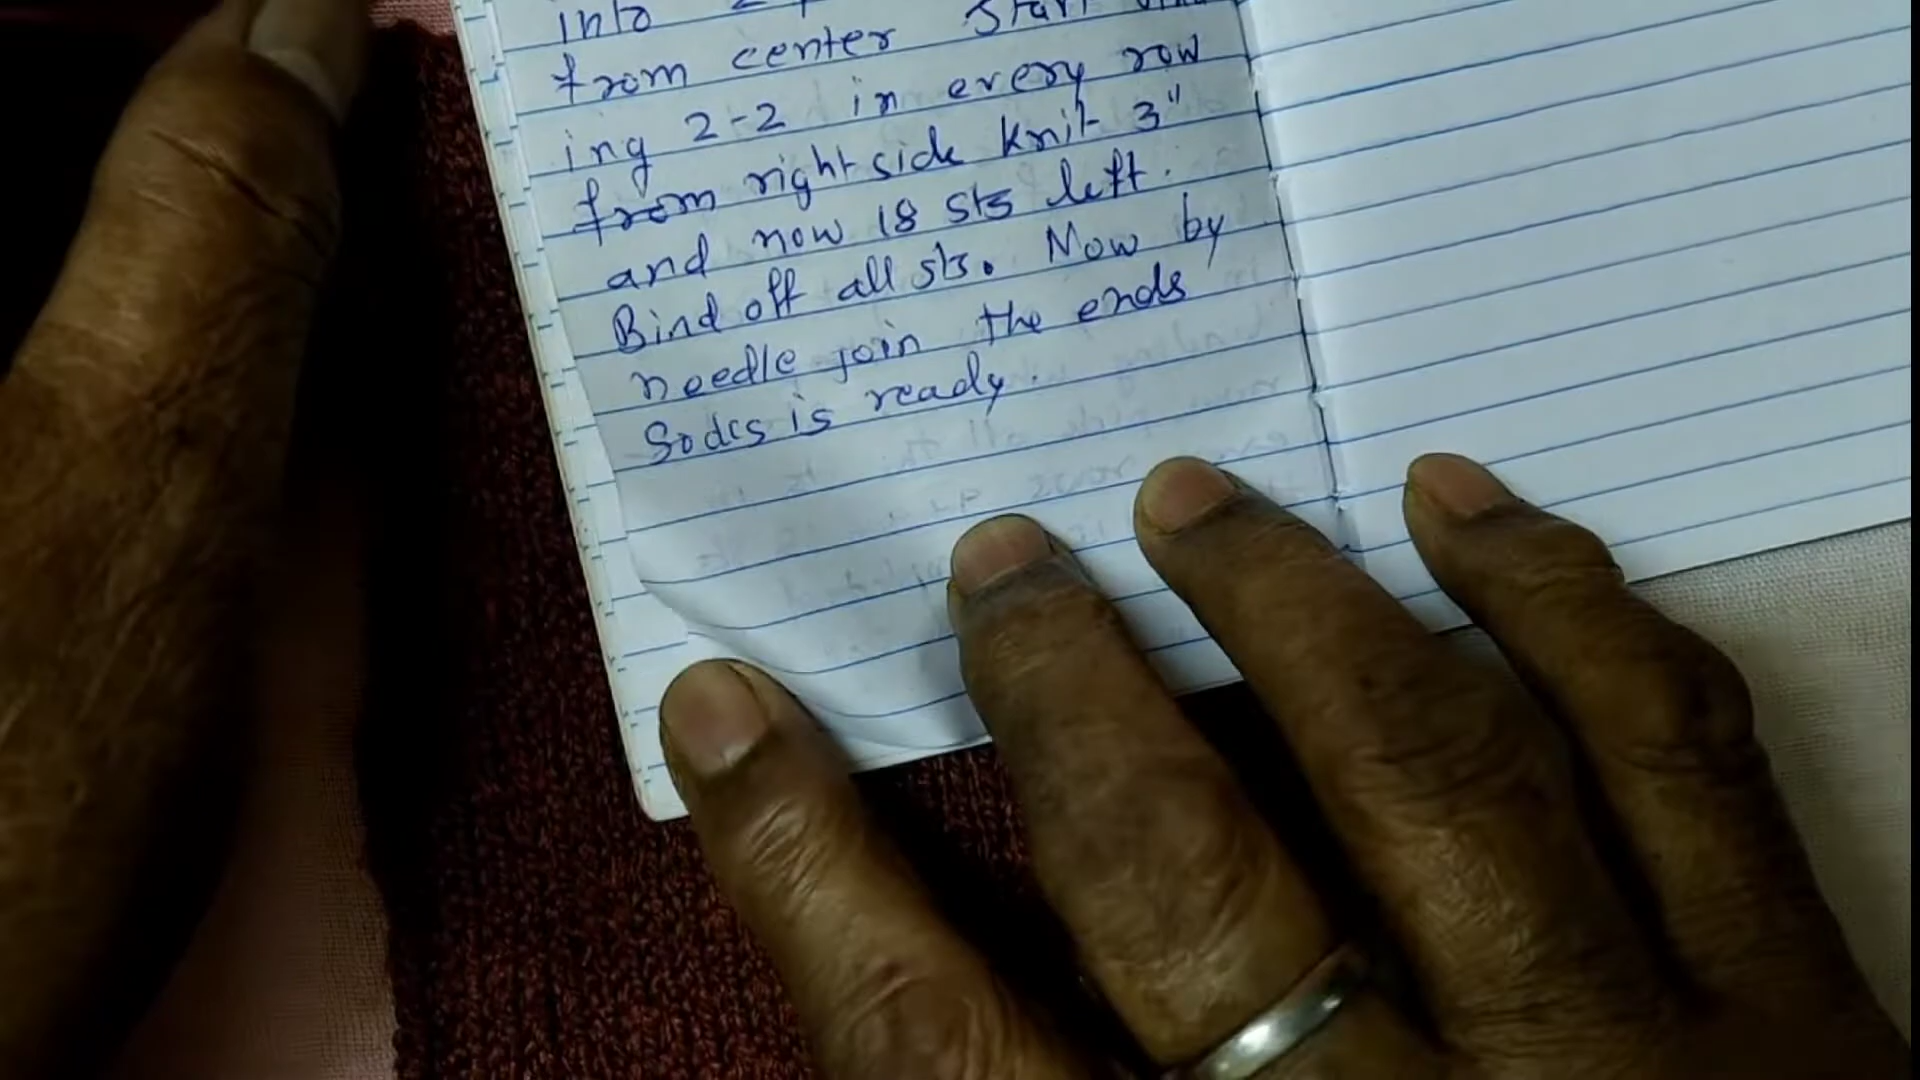 into
from center start
ing 2-2 in every row
from right side knit 3"
and now 18 sts left.
Bind off all sts. Now by
needle join the ends
Socks is ready.